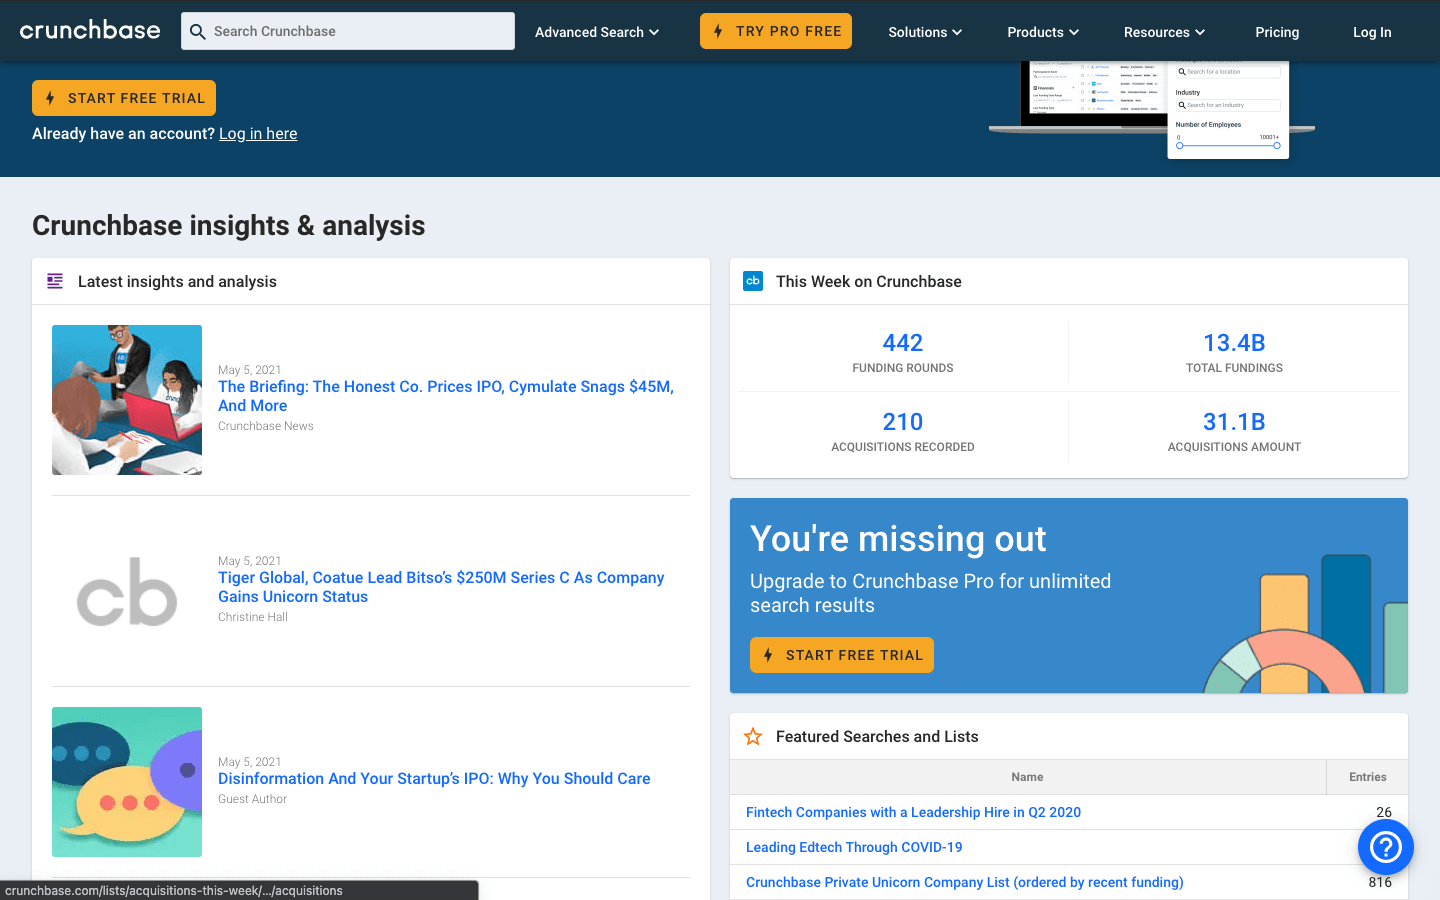 crunchbase
Search Crunchbase
Advanced Search
TRY PRO FREE
Solutions
Products
Resources
Pricing
Log In
START FREE TRIAL
Already have an account? Log in here
Search for a location
Industry
Search for an Industry
Number of Employees
0
10001+
Crunchbase insights & analysis
Latest insights and analysis
May 5, 2021
The Briefing: The Honest Co. Prices IPO, Cymulate Snags $45M,
And More
Crunchbase News
cb
May 5, 2021
Tiger Global, Coatue Lead Bitso’s $250M Series C As Company
Gains Unicorn Status
Christine Hall
May 5, 2021
Disinformation And Your Startup’s IPO: Why You Should Care
Guest Author
cb
This Week on Crunchbase
442
FUNDING ROUNDS
13.4B
TOTAL FUNDINGS
210
ACQUISITIONS RECORDED
31.1B
ACQUISITIONS AMOUNT
You're missing out
Upgrade to Crunchbase Pro for unlimited
search results
START FREE TRIAL
Featured Searches and Lists
Name
Entries
Fintech Companies with a Leadership Hire in Q2 2020
26
Leading Edtech Through COVID-19
Crunchbase Private Unicorn Company List (ordered by recent funding)
816
crunchbase.com/lists/acquisitions-this-week/.../acquisitions